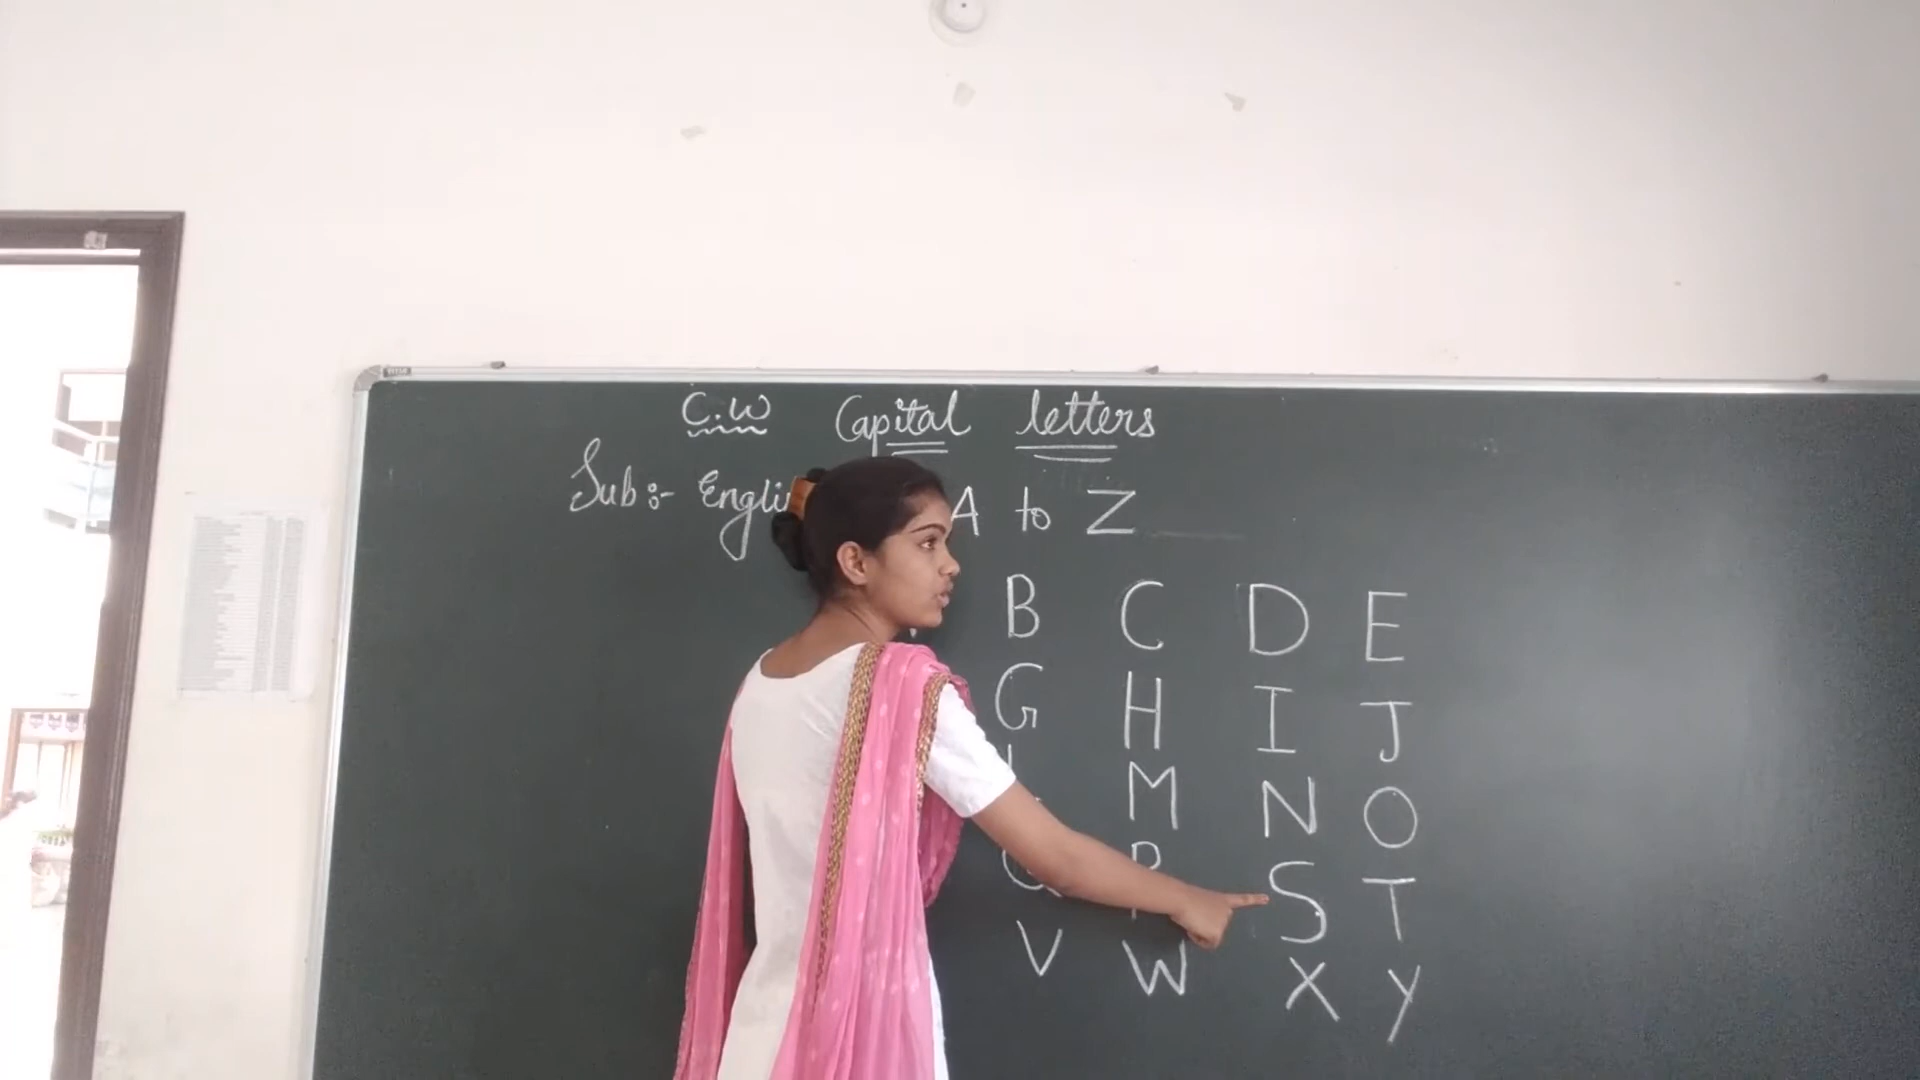 C.W Capital letters
Sub :- Engli A to Z
B C D E
G H I J
M N O
S T
V W X Y